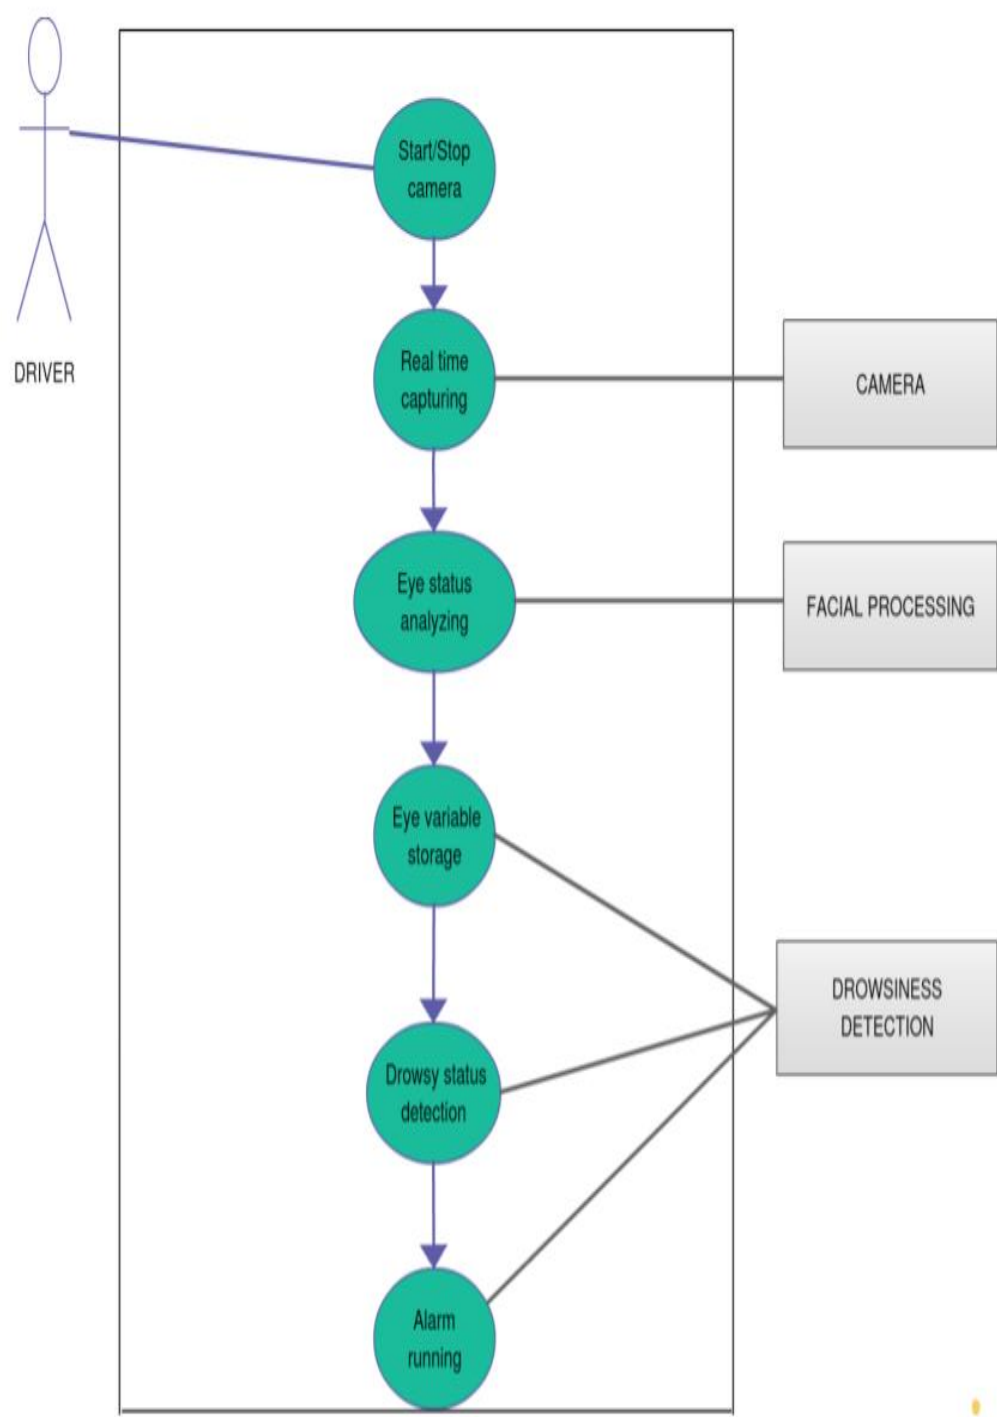 Start/Stop
camera
Real time
capturing
DRIVER
CAMERA
Eye status
analyzing
FACIAL PROCESSING
Eye variable
storage
DROWSINESS
DETECTION
Drowsy status
detection
Alarm
running